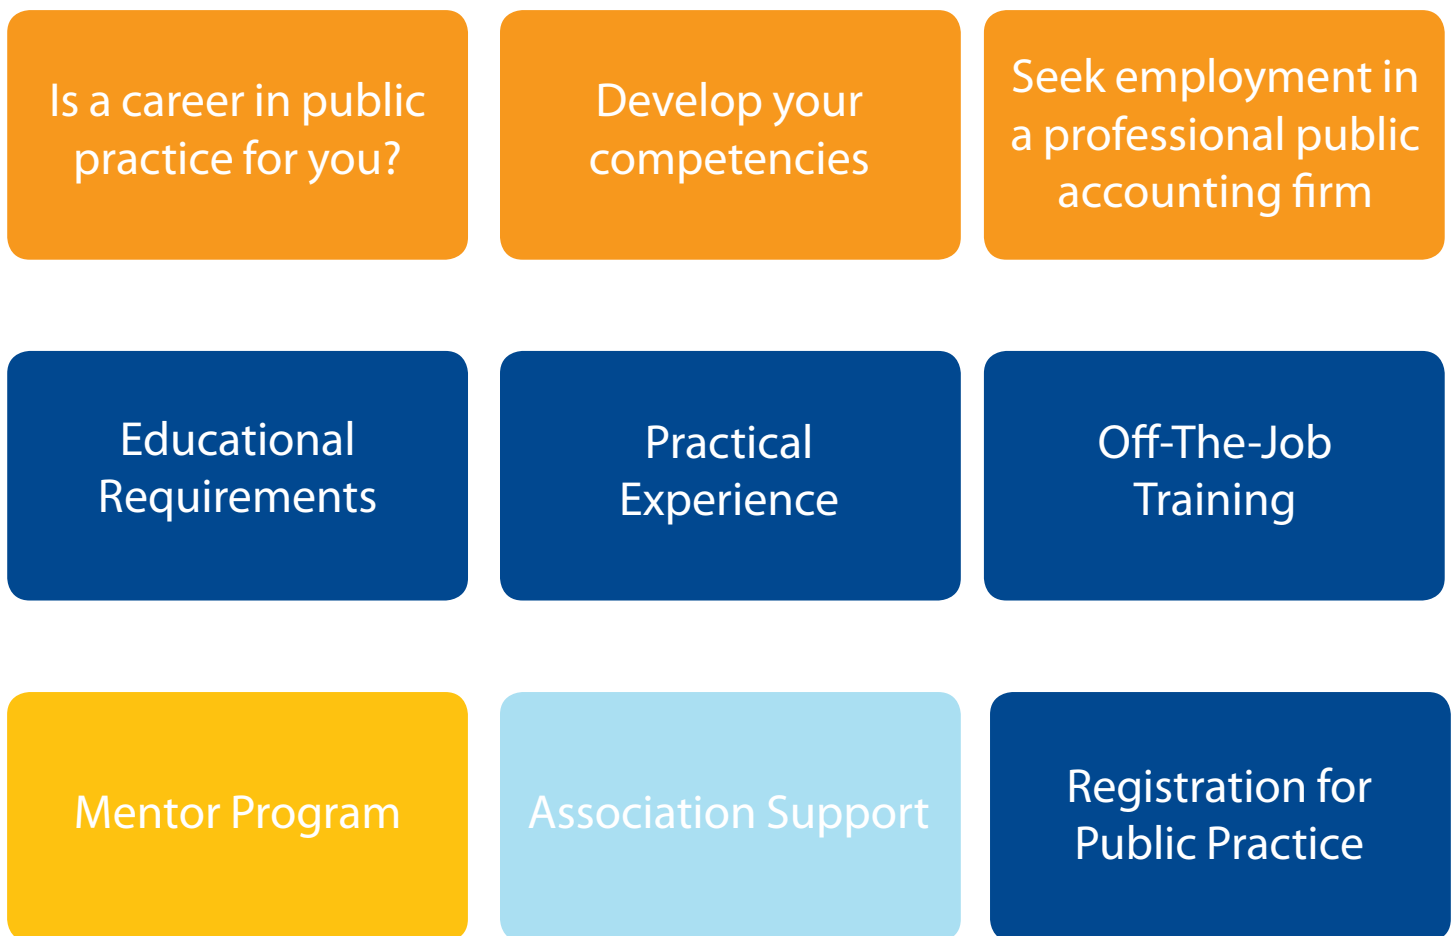 Is a career in public
practice for you?
Develop your
competencies
Seek employment in
a professional public
accounting firm
Educational
Requirements
Practical
Experience
Off-The-Job
Training
Mentor Program
Association Support
Registration for
Public Practice